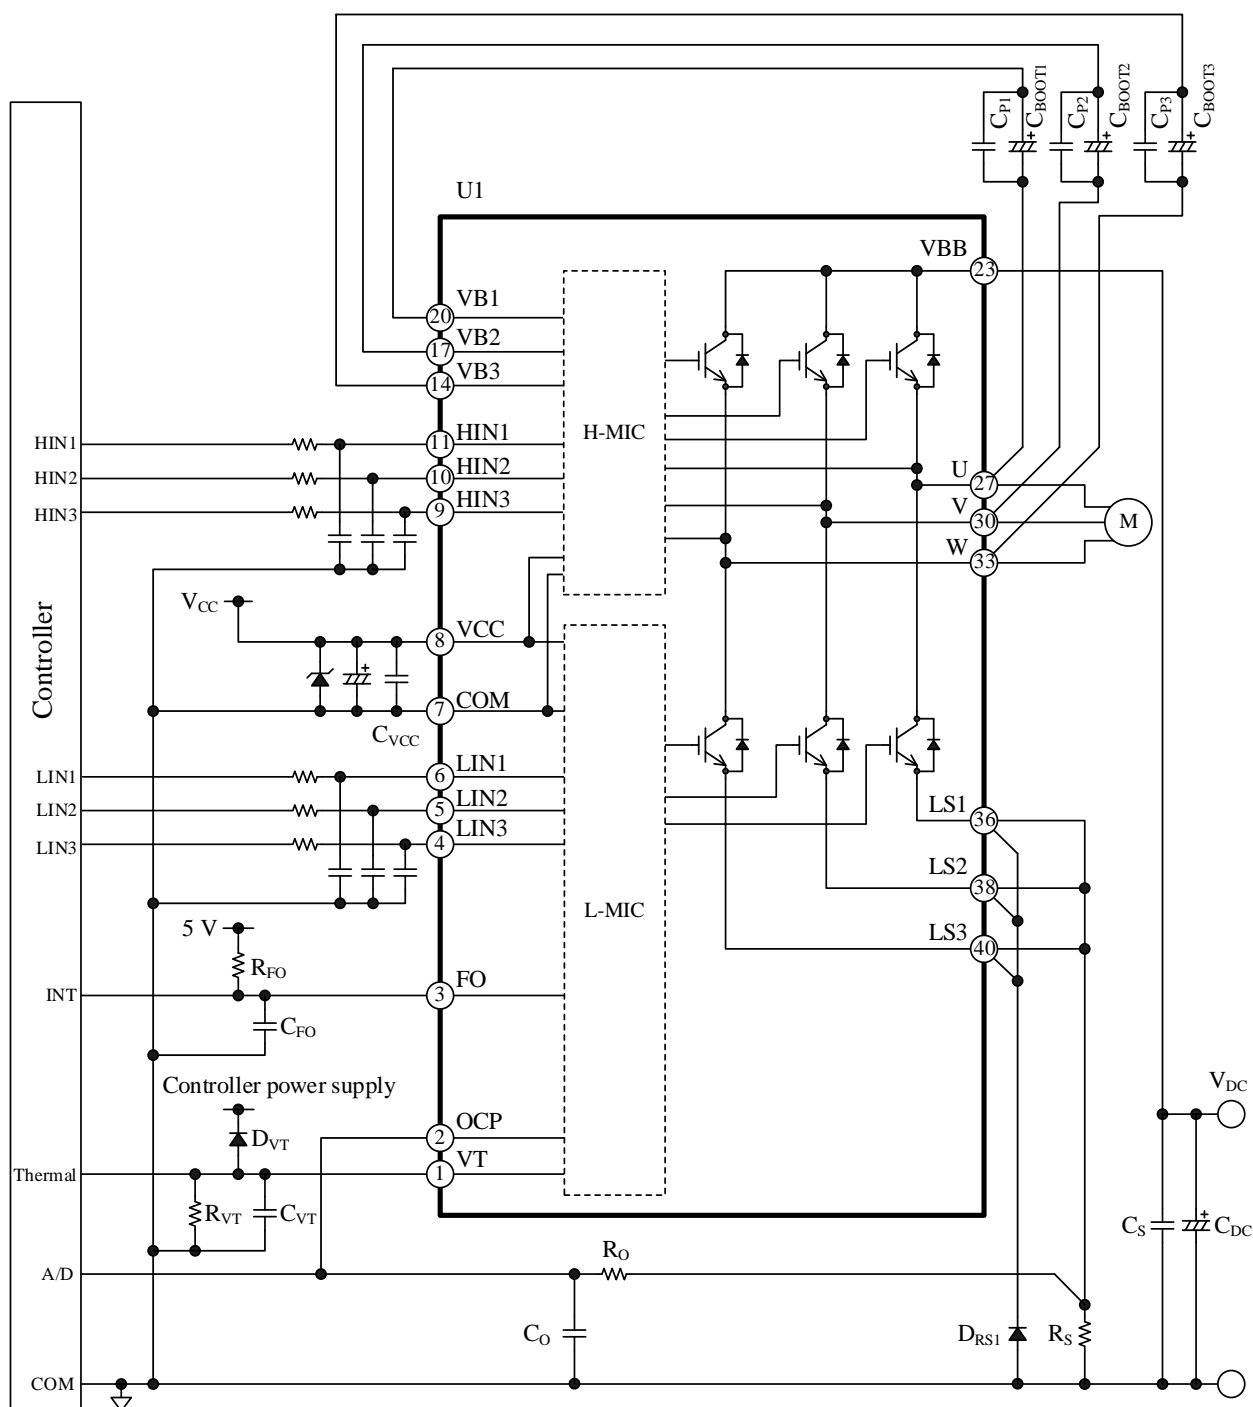 CP1
CBOOT1
CP2
CBOOT2
CP3
CBOOT3
U1
VBB
23
20
VB1
17
VB2
14
VB3
H-MIC
HIN1
11
HIN1
HIN2
10
HIN2
HIN3
9
HIN3
U
27
V
30
W
33
M
Controller
VCC
8
VCC
7
COM
CVCC
LIN1
6
LIN1
LIN2
5
LIN2
LIN3
4
LIN3
L-MIC
LS1
36
LS2
38
LS3
40
5 V
RFO
INT
3
FO
CFO
Controller power supply
DVT
2
OCP
Thermal
1
VT
RVT
CVT
VDC
CS
CDC
A/D
RO
CO
DRS1
RS
COM